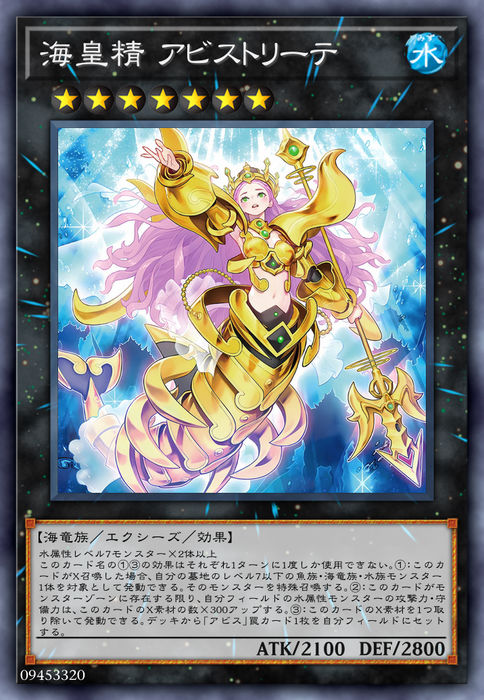 海皇精 アビストリーテ
みず
水
【海竜族／エクシーズ／効果】
水属性レベル7モンスター×2体以上
このカード名の①③の効果はそれぞれ1ターンに1度しか使用できない。①：このカ
ードがX召喚した場合、自分の墓地のレベル7以下の魚族・海竜族・水族モンスター
1体を対象として発動できる。そのモンスターを特殊召喚する。②：このカードがモ
ンスターゾーンに存在する限り、自分フィールドの水属性モンスターの攻撃力・守
備力は、このカードのX素材の数×300アップする。③：このカードのX素材を1つ取
り除いて発動できる。デッキから「アビス」罠カード1枚を自分フィールドにセット
する。
ATK/2100 DEF/2800
09453320